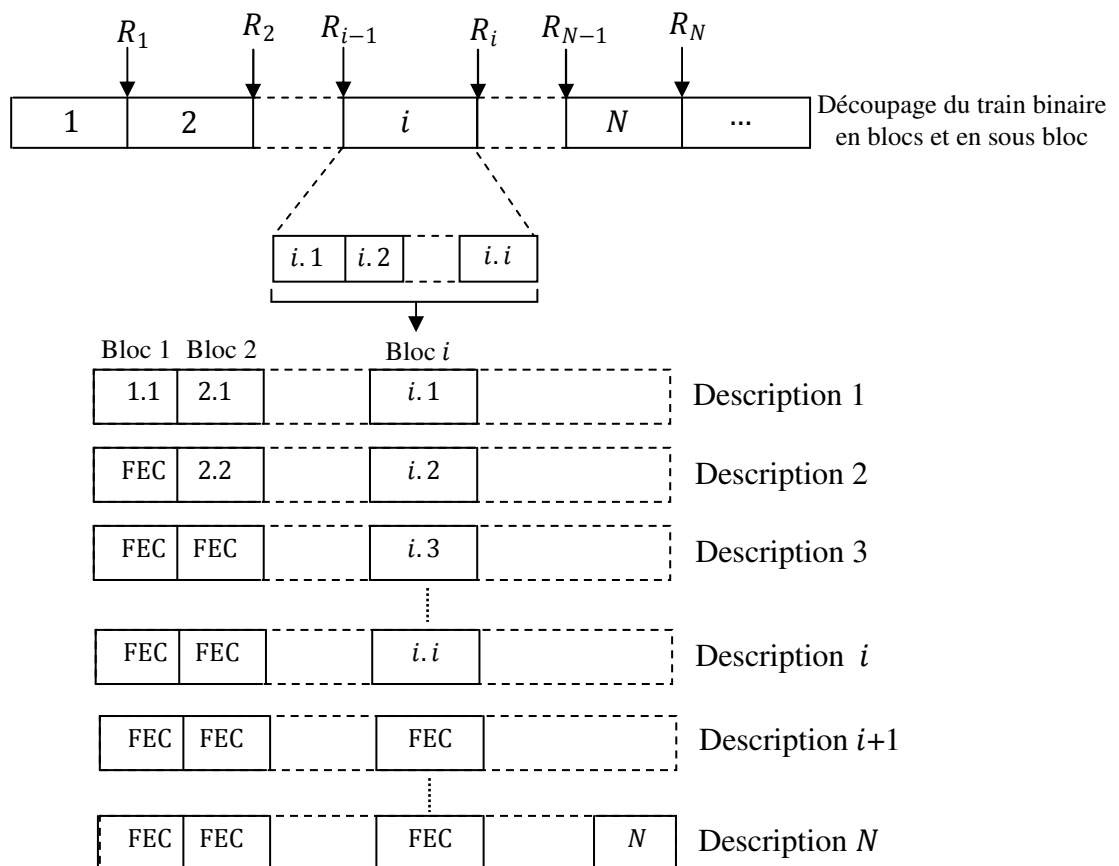 R₁ R₂ Rᵢ₋₁ Rᵢ R_{N−1} R_N
1 2 i N ...
Découpage du train binaire
en blocs et en sous bloc
i.1 i.2 i.i
Bloc 1 Bloc 2 Bloc i
1.1 2.1 i.1 Description 1
FEC 2.2 i.2 Description 2
FEC FEC i.3 Description 3
FEC FEC i.i Description i
FEC FEC FEC Description i+1
FEC FEC FEC N Description N